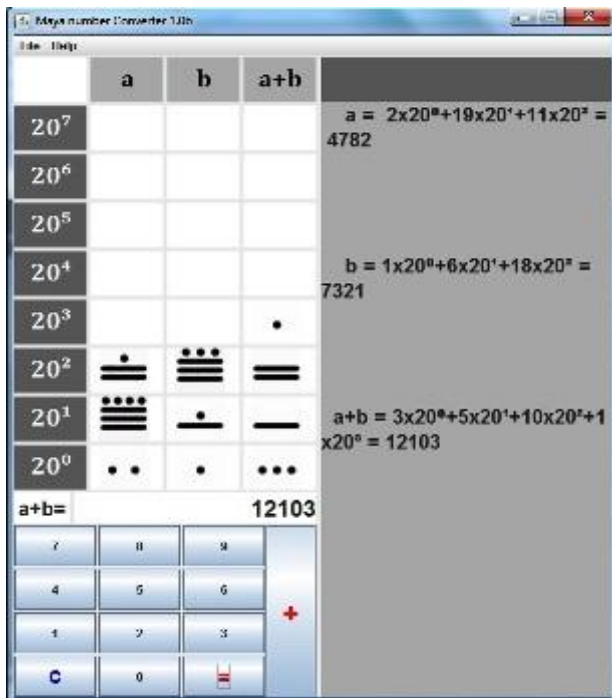 Maya number Converter 1.0b
File Help
a b a+b
20⁷
20⁶
20⁵
20⁴
20³
20²
20¹
20⁰
a = 2x20⁰+19x20¹+11x20² =
4782
b = 1x20⁰+6x20¹+18x20² =
7321
a+b = 3x20⁰+5x20¹+10x20²+1
x20³ = 12103
a+b= 12103
7 8 9
4 5 6 +
1 2 3
C 0 =